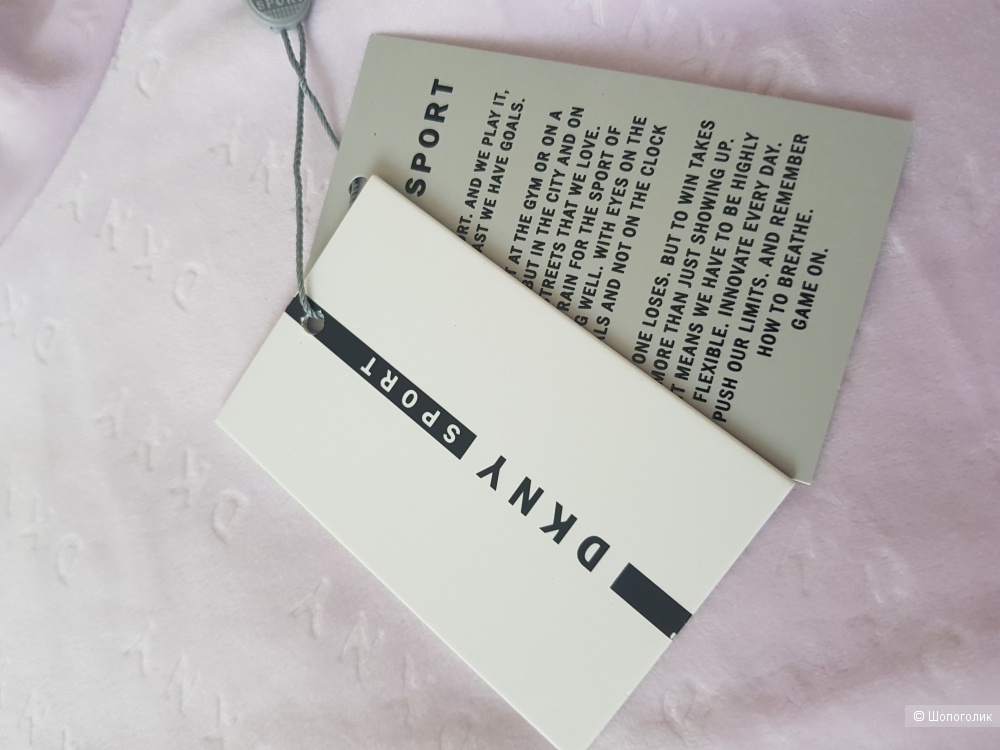 SPORT
SPORT
AND WE PLAY IT,
WE HAVE GOALS.
AT THE GYM OR ON A
BUT IN THE CITY AND ON
THAT WE LOVE.
FOR THE SPORT OF
WELL. WITH EYES ON THE
AND NOT ON THE CLOCK
ONE LOSES. BUT TO WIN TAKES
MORE THAN JUST SHOWING UP.
MEANS WE HAVE TO BE HIGHLY
FLEXIBLE. INNOVATE EVERY DAY.
PUSH OUR LIMITS. AND REMEMBER
HOW TO BREATHE.
GAME ON.
DKNY SPORT
© Шопоголик